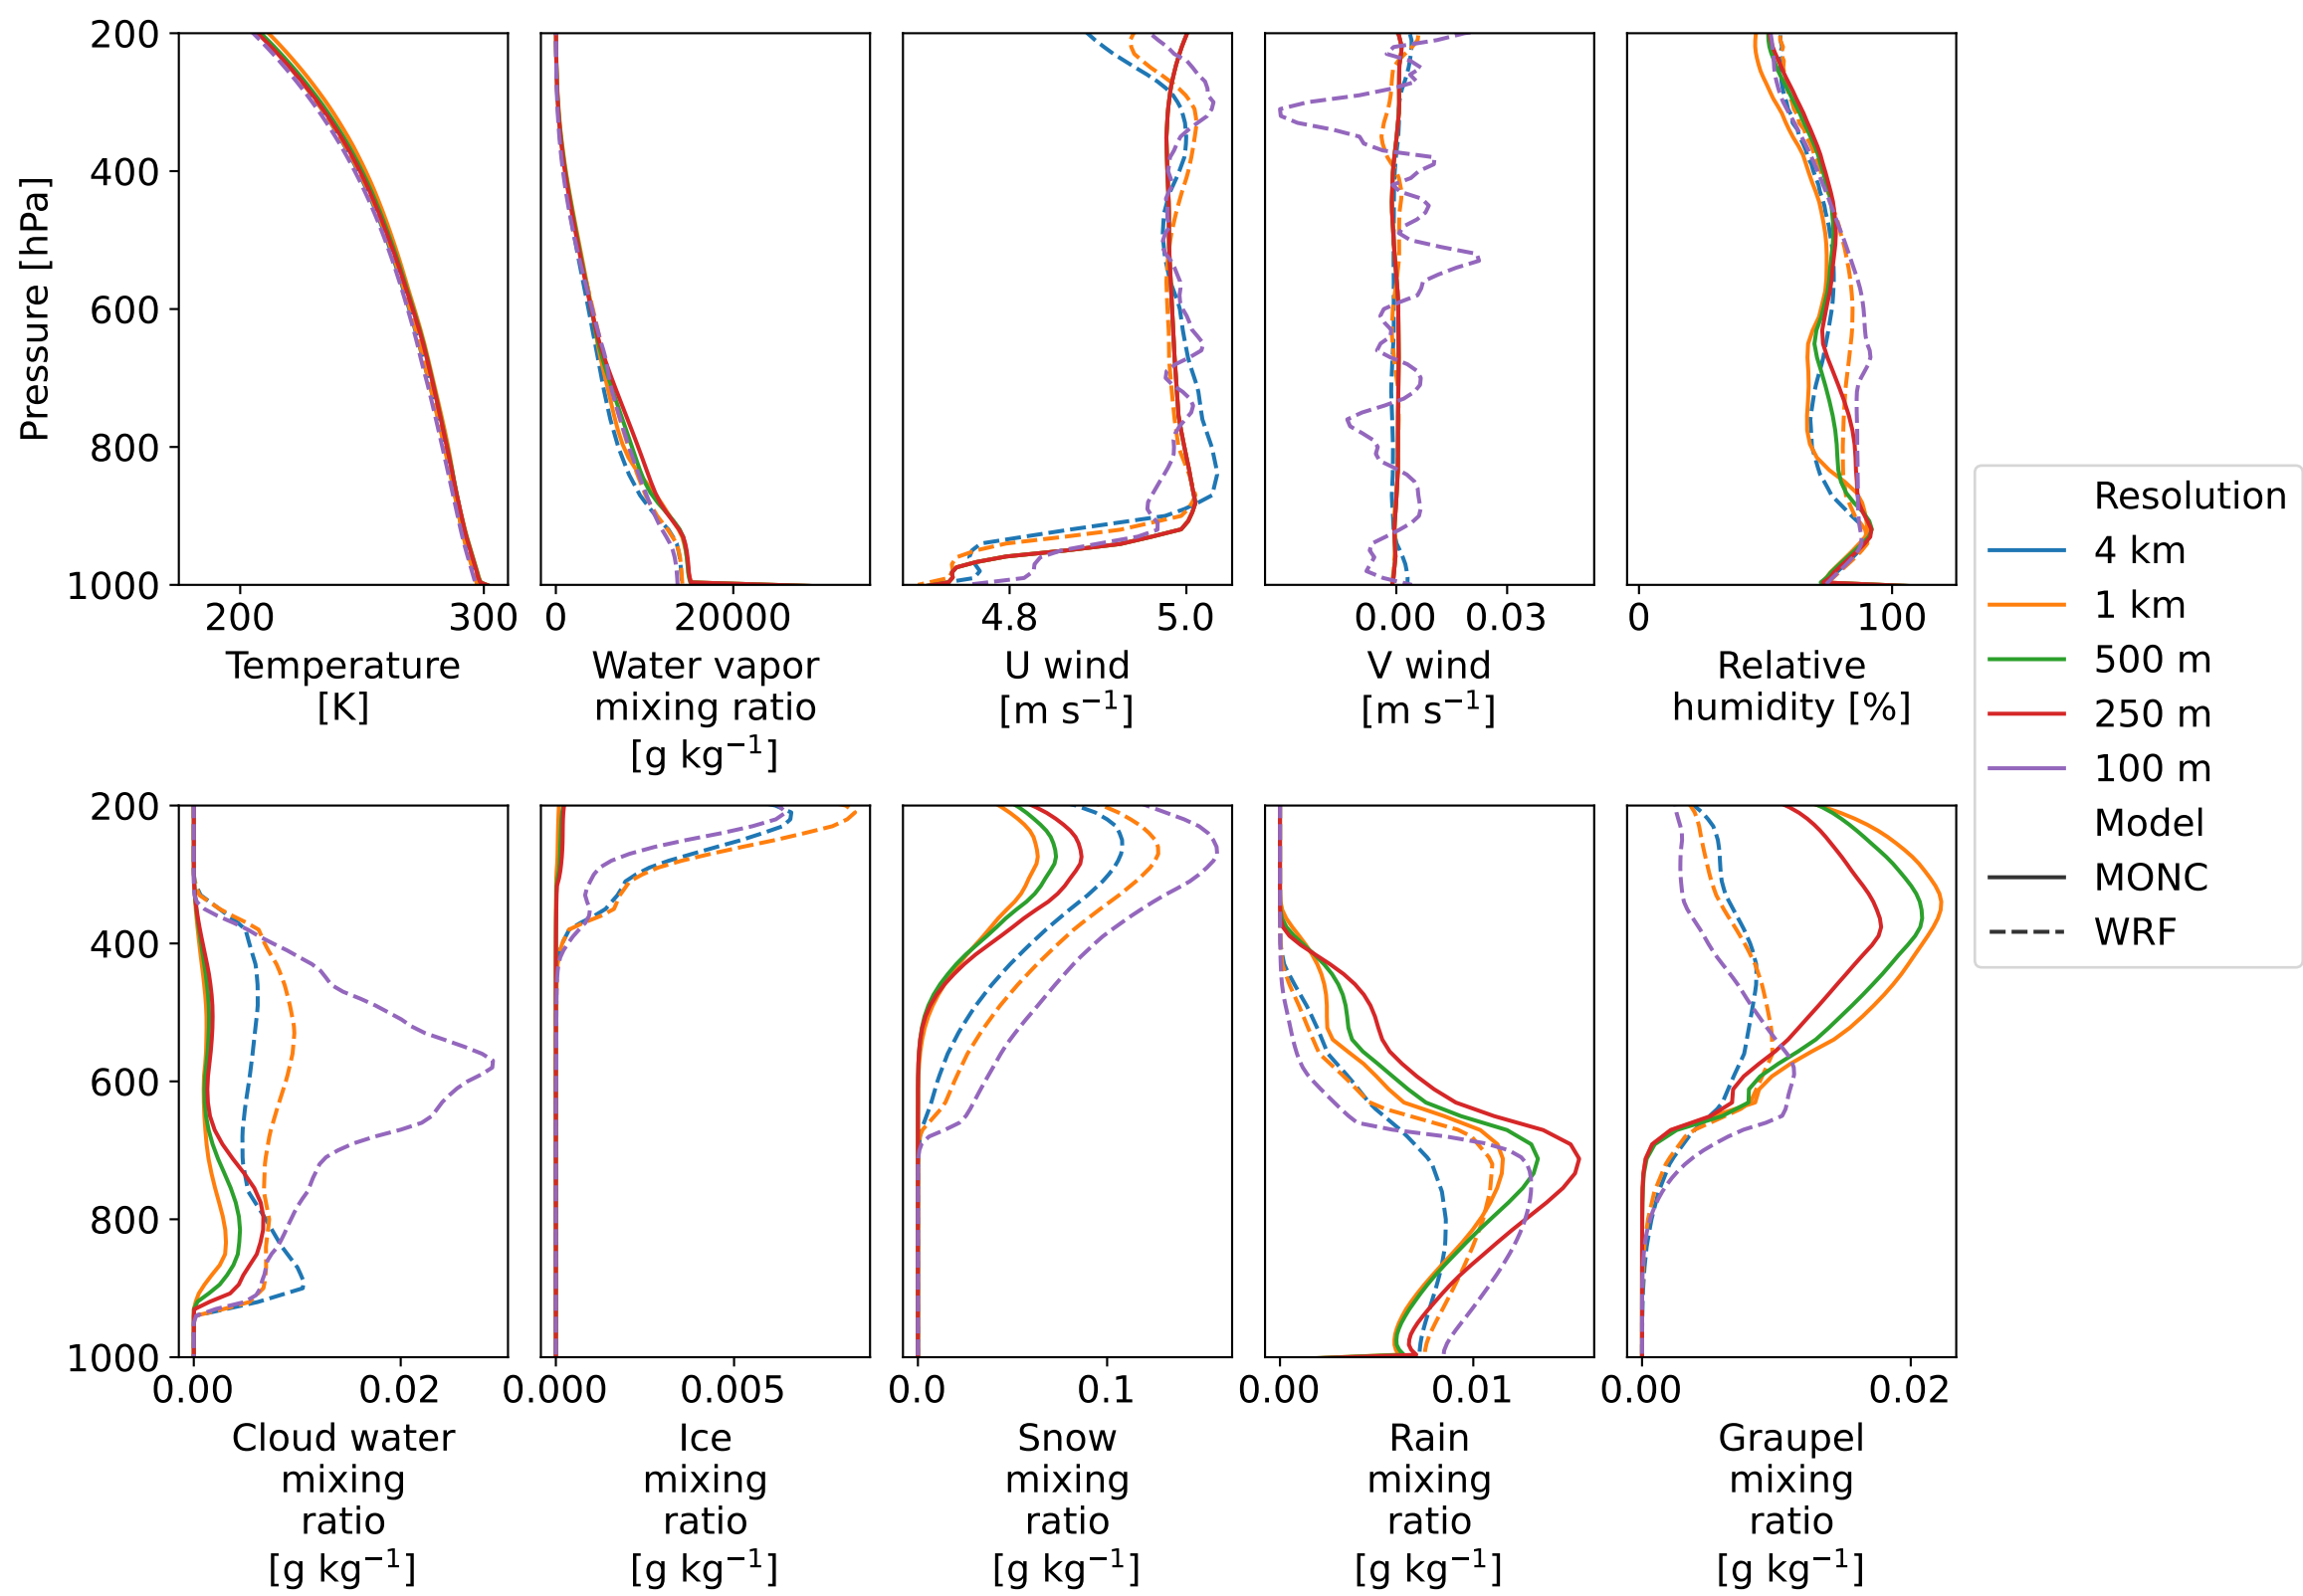 Pressure [hPa]
200
400
600
800
1000
200 300
Temperature
[K]
0 20000
Water vapor
mixing ratio
[g kg⁻¹]
4.8 5.0
U wind
[m s⁻¹]
0.00 0.03
V wind
[m s⁻¹]
0 100
Relative
humidity [%]
Resolution
4 km
1 km
500 m
250 m
100 m
Model
MONC
WRF
200
400
600
800
1000
0.00 0.02
Cloud water
mixing
ratio
[g kg⁻¹]
0.000 0.005
Ice
mixing
ratio
[g kg⁻¹]
0.0 0.1
Snow
mixing
ratio
[g kg⁻¹]
0.00 0.01
Rain
mixing
ratio
[g kg⁻¹]
0.00 0.02
Graupel
mixing
ratio
[g kg⁻¹]